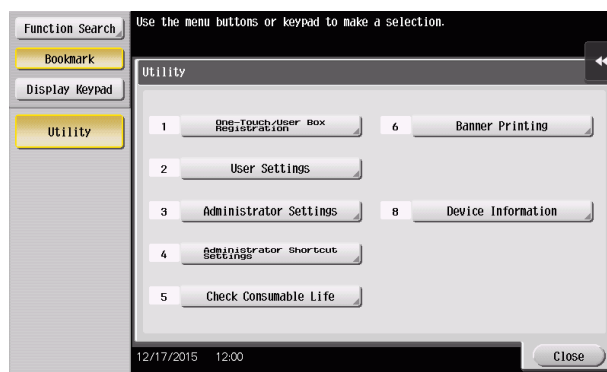 Function Search
Bookmark
Display Keypad
Utility
Use the menu buttons or keypad to make a selection.
Utility
1 One-Touch/User Box
Registration
2 User Settings
3 Administrator Settings
4 Administrator Shortcut
Settings
5 Check Consumable Life
6 Banner Printing
8 Device Information
12/17/2015 12:00
Close